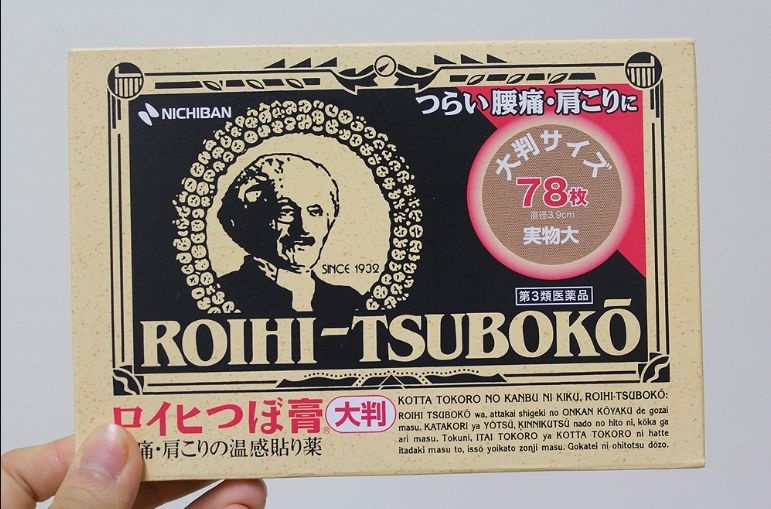 NICHIBAN
つらい腰痛・肩こりに
大判サイズ
78枚
直径3.9cm
実物大
SINCE 1932
第3類医薬品
ROIHI-TSUBOKŌ
ロイヒつぼ膏 大判
痛・肩こりの温感貼り薬
KOTTA TOKORO NO KANBU NI KIKU, ROIHI-TSUBOKŌ:
ROIHI TSUBOKŌ wa, attakai shigeki no ONKAN KŌYAKU de gozai
masu. KATAKORI ya YŌTSŪ, KINNIKUTSŪ nado no hito ni, kōka ga
ari masu. Tokuni, ITAI TOKORO ya KOTTA TOKORO ni hatte
itadaki masu to, issō yoikato zonji masu. Gokatei ni ohitotsu dōzo.